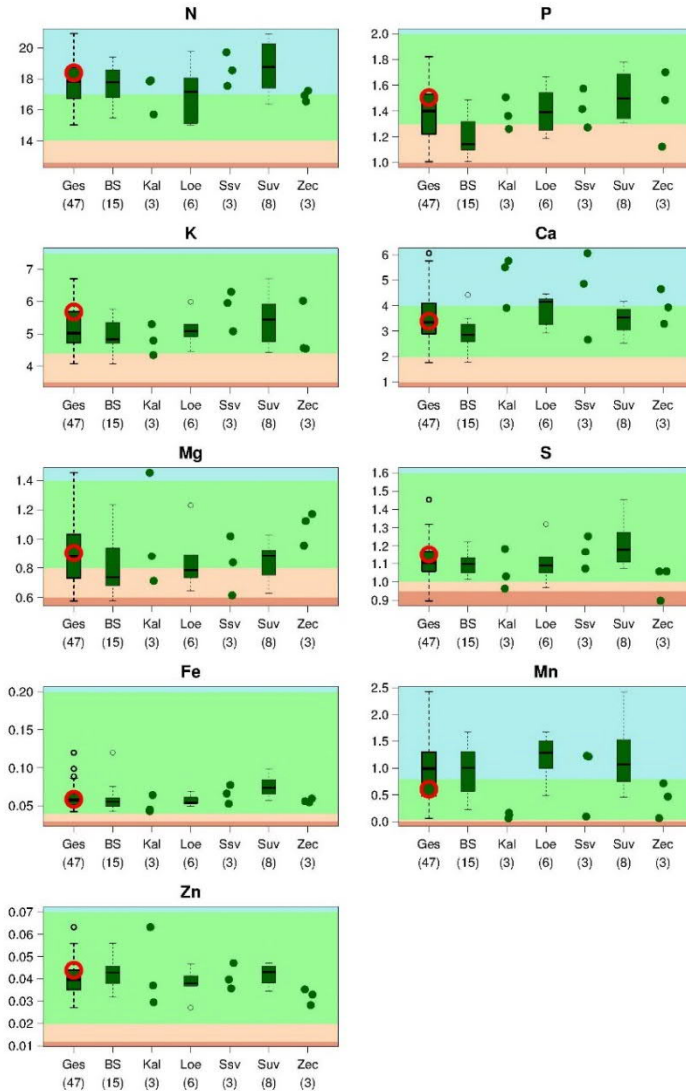 N
20
18
16
14
Ges BS Kal Loe Ssv Suv Zec
(47) (15) (3) (6) (3) (8) (3)
P
2.0
1.8
1.6
1.4
1.2
1.0
Ges BS Kal Loe Ssv Suv Zec
(47) (15) (3) (6) (3) (8) (3)
K
7
6
5
4
Ges BS Kal Loe Ssv Suv Zec
(47) (15) (3) (6) (3) (8) (3)
Ca
6
5
4
3
2
1
Ges BS Kal Loe Ssv Suv Zec
(47) (15) (3) (6) (3) (8) (3)
Mg
1.4
1.2
1.0
0.8
0.6
Ges BS Kal Loe Ssv Suv Zec
(47) (15) (3) (6) (3) (8) (3)
S
1.6
1.5
1.4
1.3
1.2
1.1
1.0
0.9
Ges BS Kal Loe Ssv Suv Zec
(47) (15) (3) (6) (3) (8) (3)
Fe
0.20
0.15
0.10
0.05
Ges BS Kal Loe Ssv Suv Zec
(47) (15) (3) (6) (3) (8) (3)
Mn
2.5
2.0
1.5
1.0
0.5
0.0
Ges BS Kal Loe Ssv Suv Zec
(47) (15) (3) (6) (3) (8) (3)
Zn
0.07
0.06
0.05
0.04
0.03
0.02
0.01
Ges BS Kal Loe Ssv Suv Zec
(47) (15) (3) (6) (3) (8) (3)